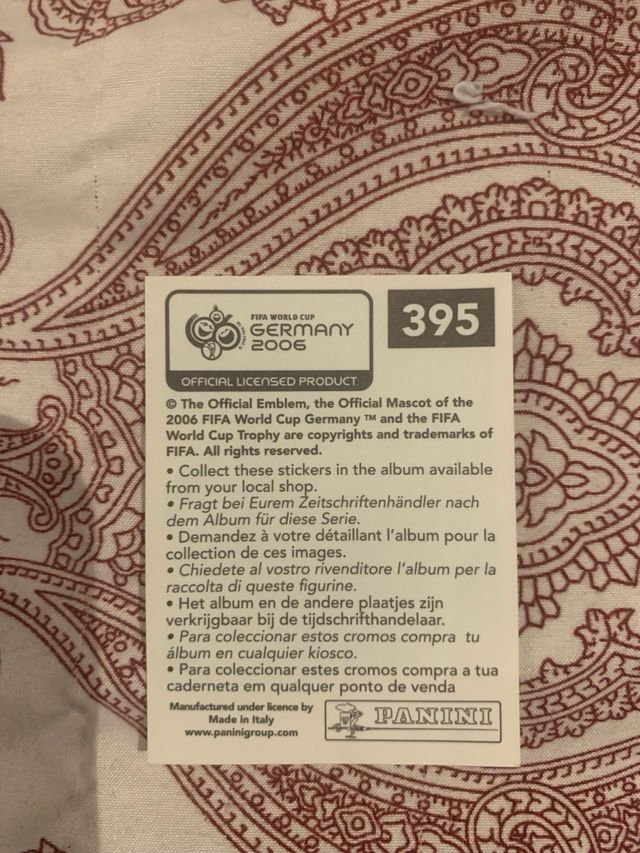 FIFA WORLD CUP
GERMANY
2006
OFFICIAL LICENSED PRODUCT
395
© The Official Emblem, the Official Mascot of the
2006 FIFA World Cup Germany ™ and the FIFA
World Cup Trophy are copyrights and trademarks of
FIFA. All rights reserved.
• Collect these stickers in the album available
from your local shop.
• Fragt bei Eurem Zeitschriftenhändler nach
dem Album für diese Serie.
• Demandez à votre détaillant l'album pour la
collection de ces images.
• Chiedete al vostro rivenditore l'album per la
raccolta di queste figurine.
• Het album en de andere plaatjes zijn
verkrijgbaar bij de tijdschrifthandelaar.
• Para coleccionar estos cromos compra tu
álbum en cualquier kiosco.
• Para coleccionar estes cromos compra a tua
caderneta em qualquer ponto de venda
Manufactured under licence by
Made in Italy
www.paninigroup.com
PANINI